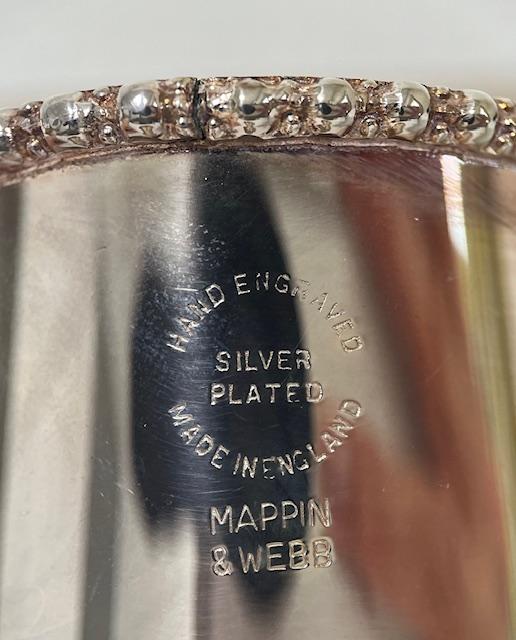 HAND ENGRAVED
SILVER
PLATED
MADE IN ENGLAND
MAPPIN
& WEBB